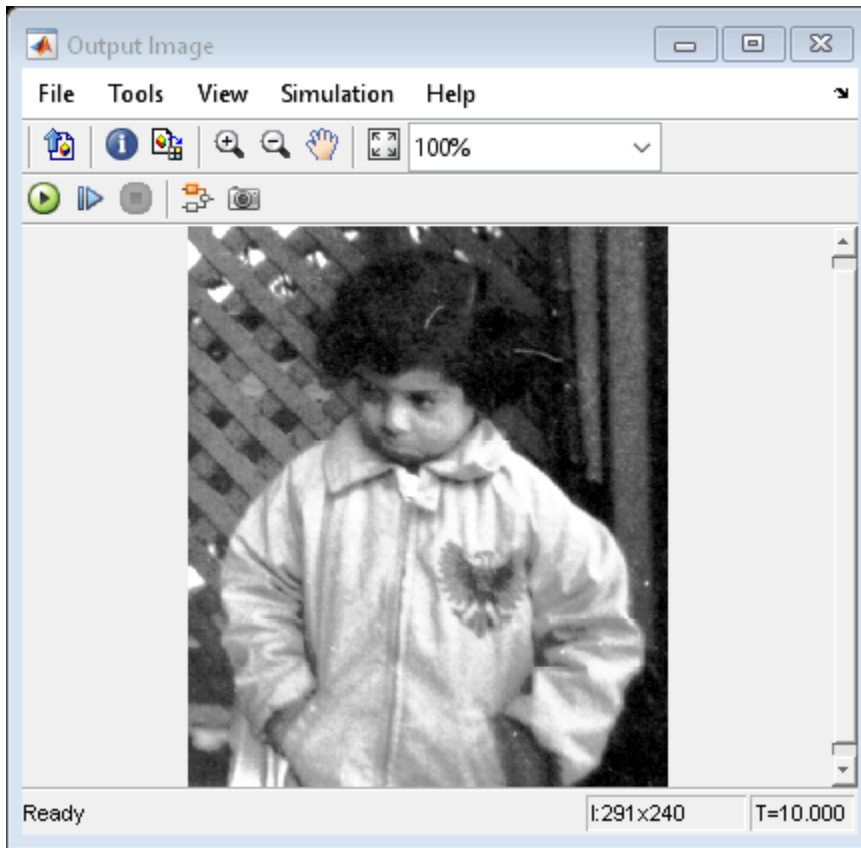 Output Image
File Tools View Simulation Help
100%
Ready I:291x240 T=10.000